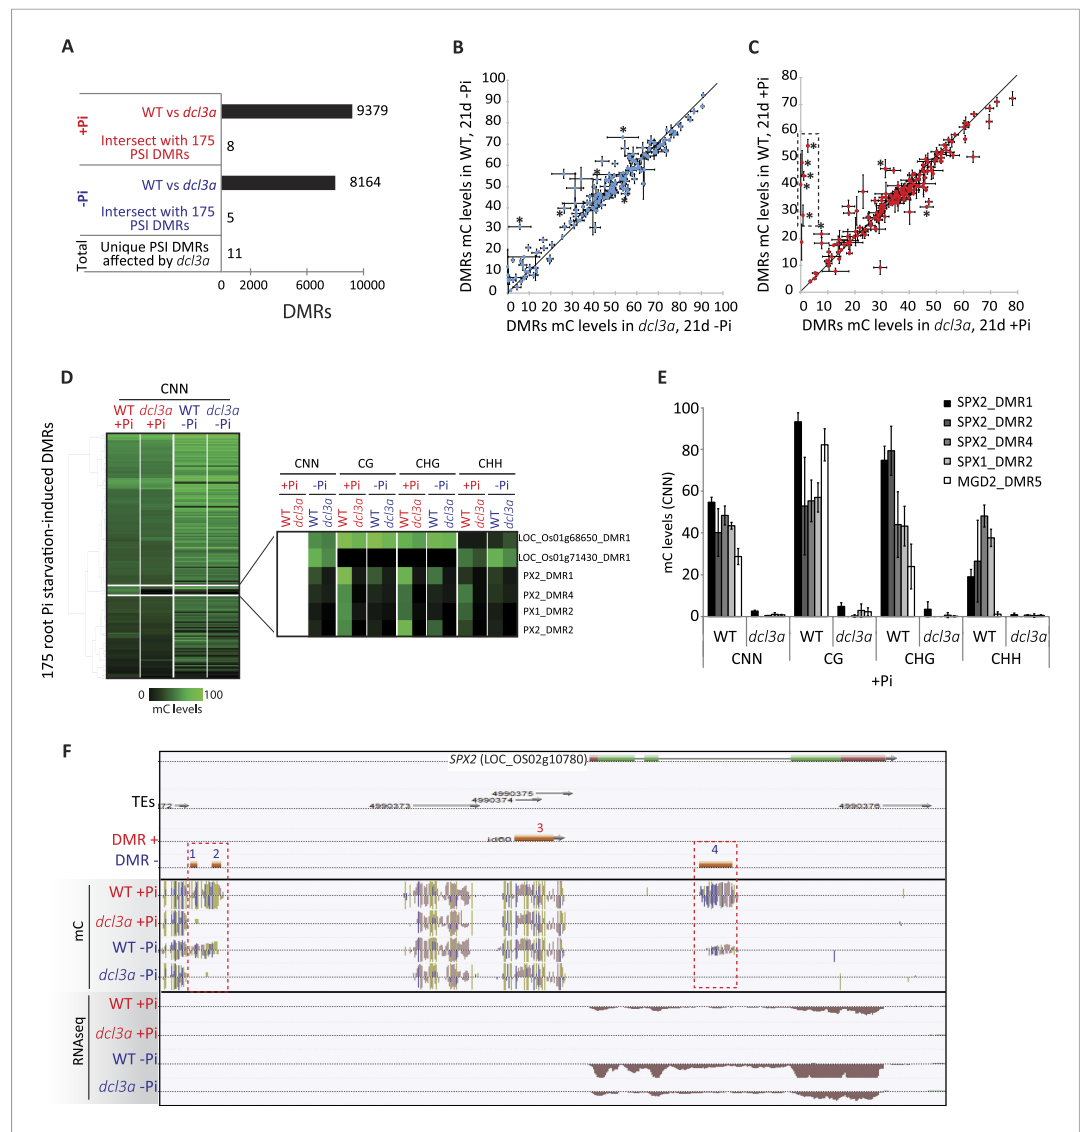 A
+Pi
WT vs dcl3a
9379
Intersect with 175
PSI DMRs
8
-Pi
WT vs dcl3a
8164
Intersect with 175
PSI DMRs
5
Total
Unique PSI DMRs
affected by dcl3a
11
0 2000 4000 6000 8000 10000
DMRs
B
DMRs mC levels in WT, 21d -Pi
100
90
80
70
60
50
40
30
20
10
0
0 10 20 30 40 50 60 70 80 90 100
DMRs mC levels in dcl3a, 21d -Pi
* * * * *
C
DMRs mC levels in WT, 21d +Pi
80
70
60
50
40
30
20
10
0
0 10 20 30 40 50 60 70 80
DMRs mC levels in dcl3a, 21d +Pi
* * * * * * * *
D
CNN
WT dcl3a WT dcl3a
+Pi +Pi -Pi -Pi
175 root Pi starvation-induced DMRs
0 100
mC levels
CNN CG CHG CHH
+Pi -Pi +Pi -Pi +Pi -Pi +Pi -Pi
WT dcl3a WT dcl3a WT dcl3a WT dcl3a WT dcl3a WT dcl3a WT dcl3a WT dcl3a
LOC_Os01g68650_DMR1
LOC_Os01g71430_DMR1
PX2_DMR1
PX2_DMR4
PX1_DMR2
PX2_DMR2
E
mC levels (CNN)
100
80
60
40
20
0
SPX2_DMR1
SPX2_DMR2
SPX2_DMR4
SPX1_DMR2
MGD2_DMR5
WT dcl3a WT dcl3a WT dcl3a WT dcl3a
CNN CG CHG CHH
+Pi
F
SPX2 (LOC_OS02g10780)
TEs
372
4990373
4990374
4990375
4990376
DMR +
3
DMR -
1 2 4
mC
WT +Pi
dcl3a +Pi
WT -Pi
dcl3a -Pi
RNAseq
WT +Pi
dcl3a +Pi
WT -Pi
dcl3a -Pi